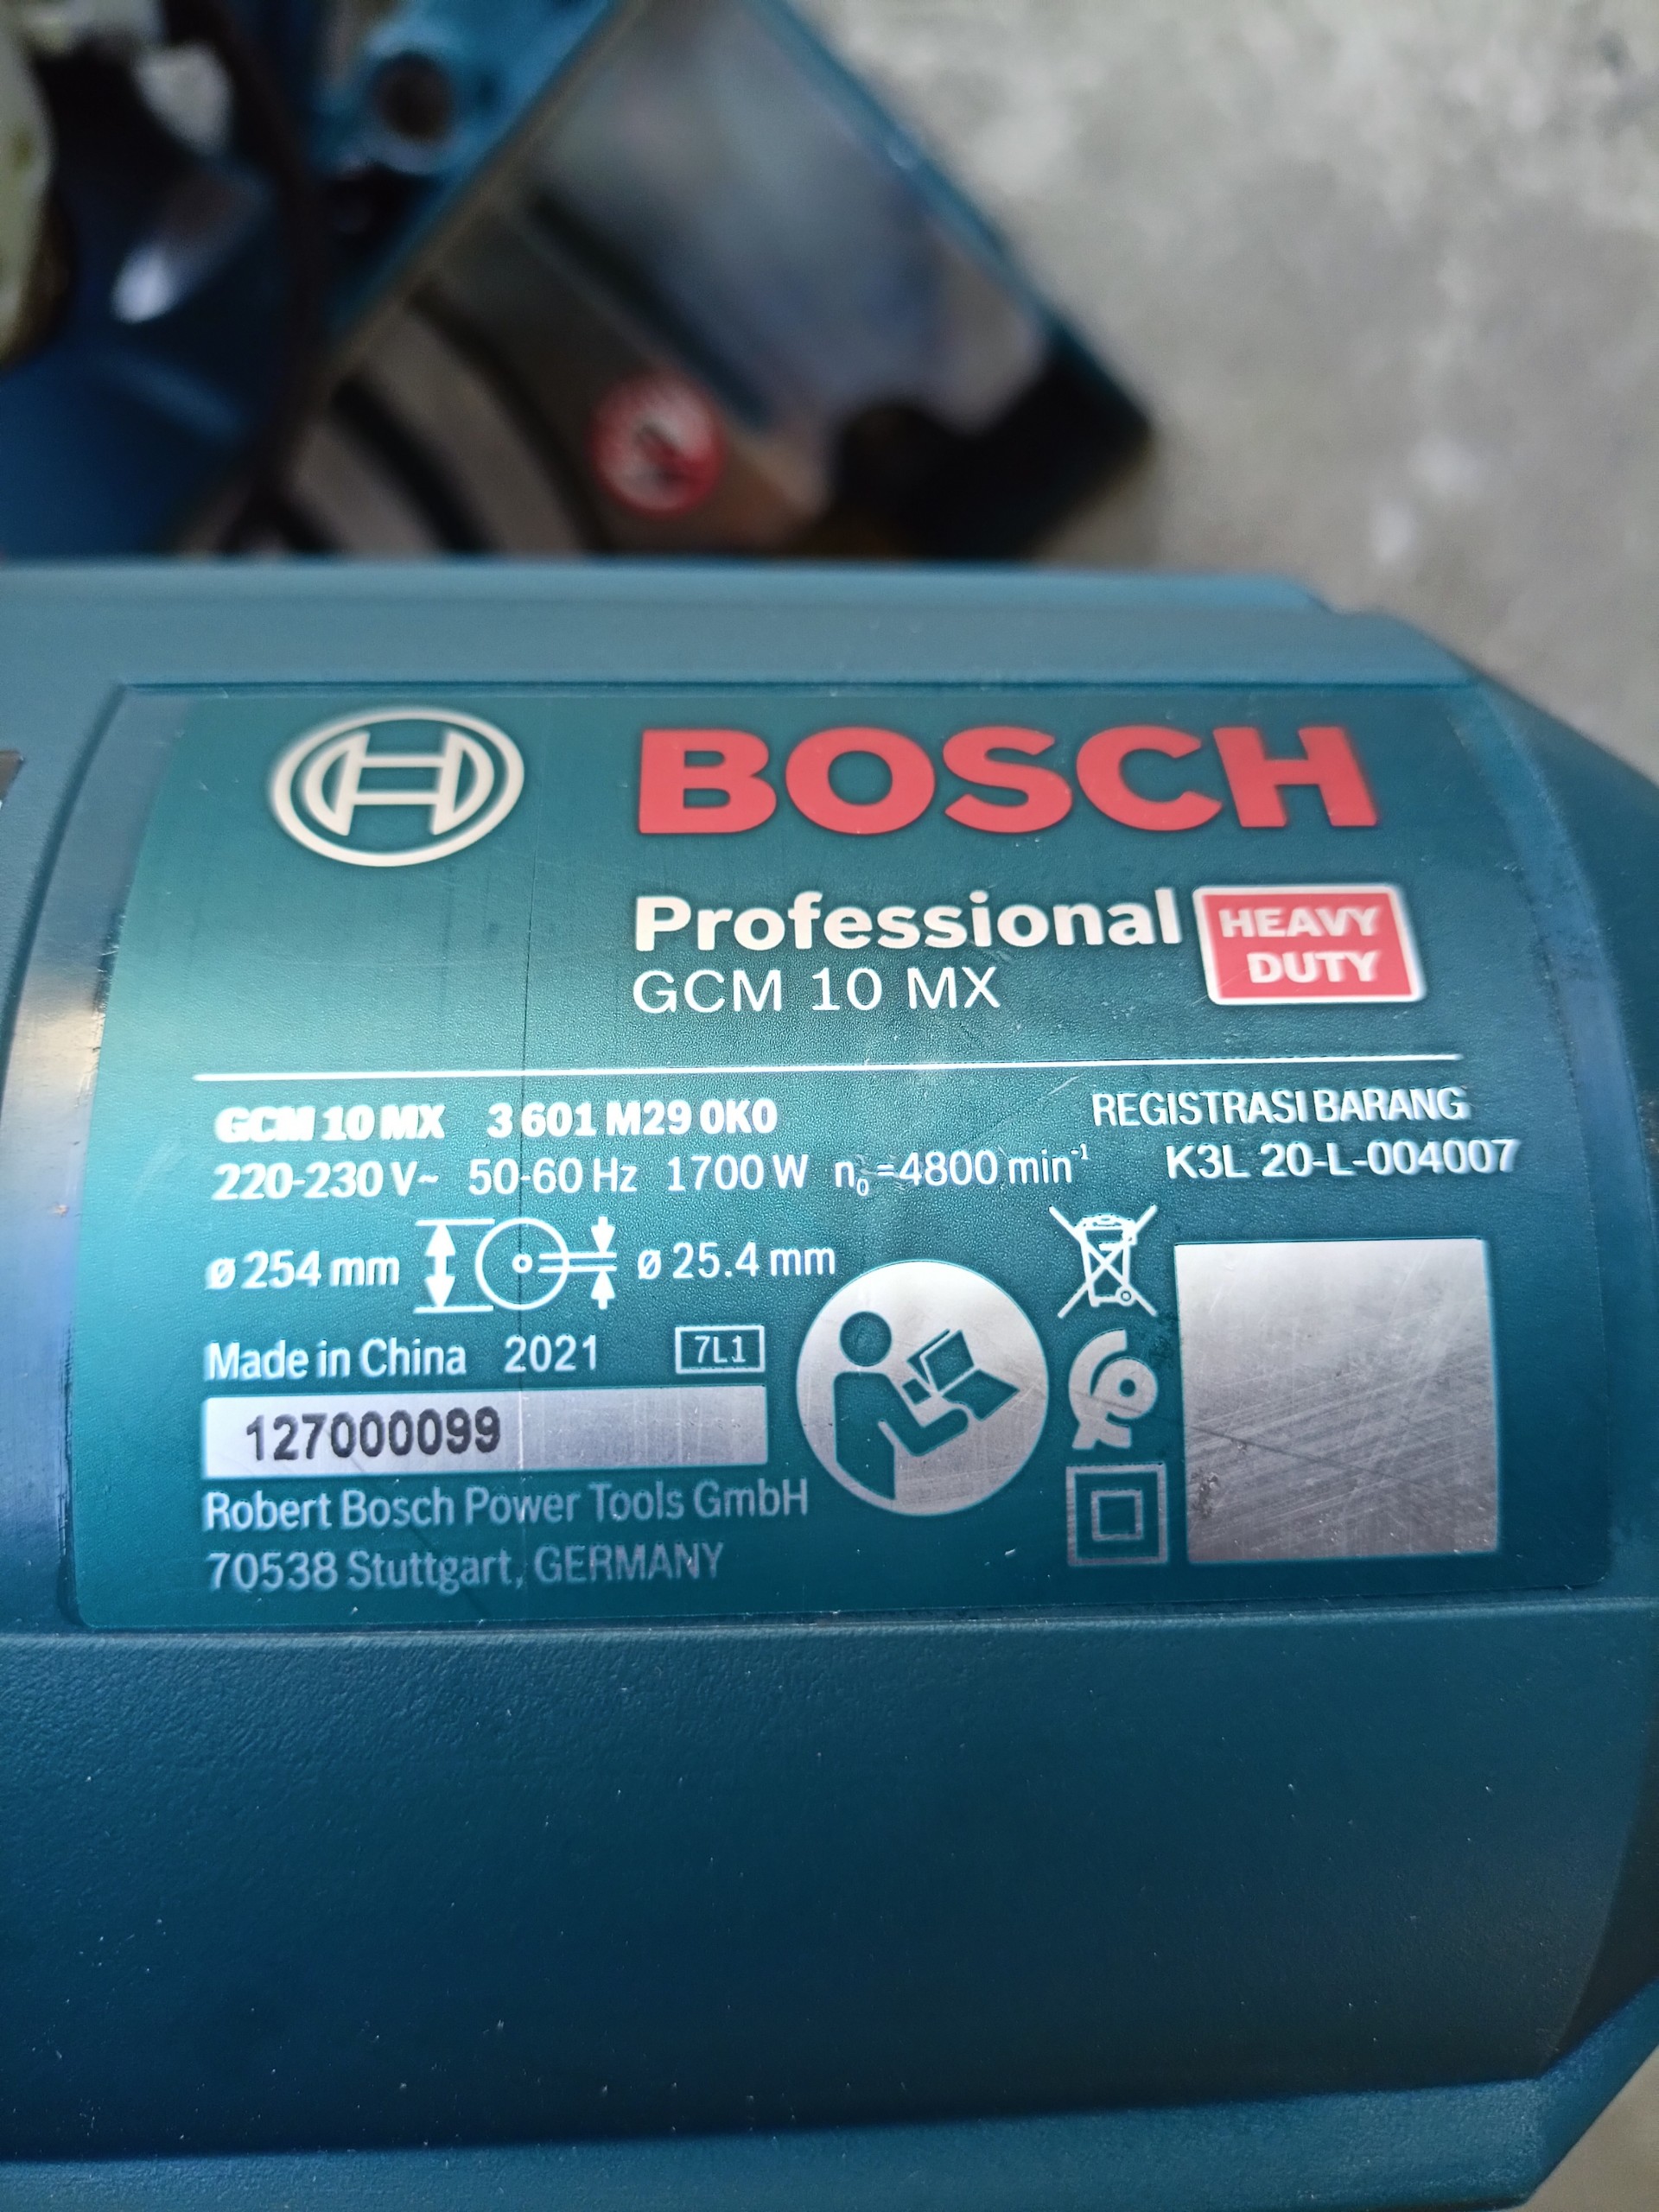 BOSCH
Professional HEAVY DUTY
GCM 10 MX
GCM 10 MX 3 601 M29 0K0 REGISTRASI BARANG
220-230 V~ 50-60 Hz 1700 W n₀=4800 min⁻¹ K3L 20-L-004007
ø 254 mm ø 25.4 mm
Made in China 2021 7L1
127000099
Robert Bosch Power Tools GmbH
70538 Stuttgart, GERMANY